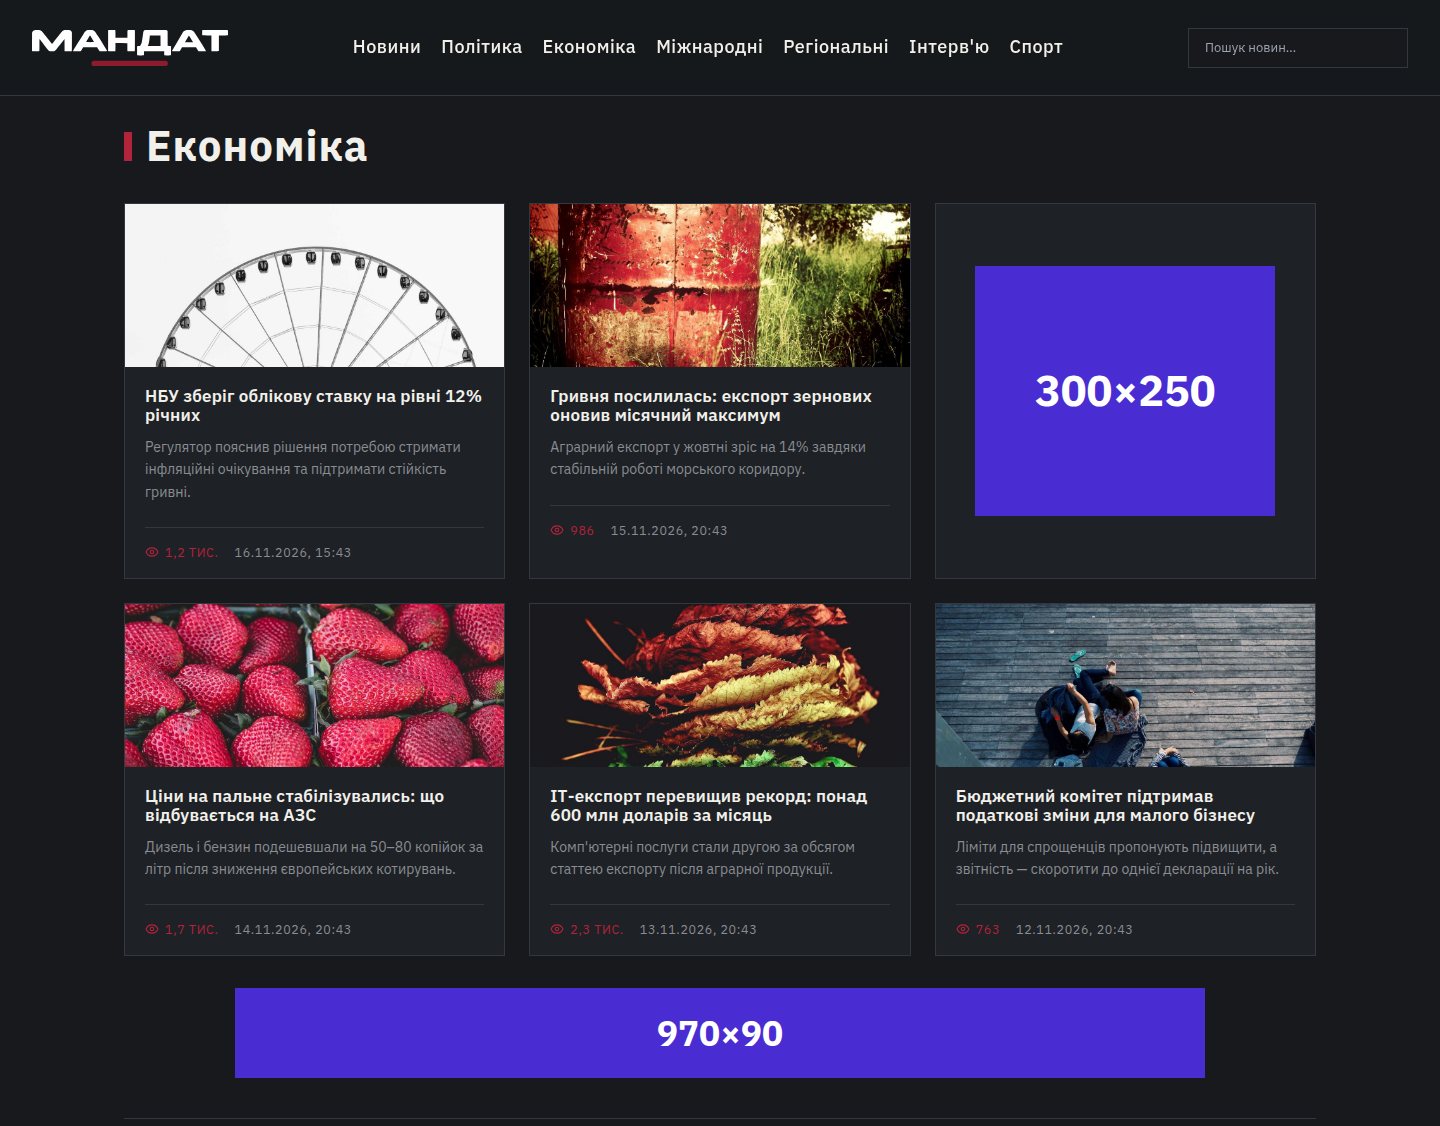 МАНДАТ
Новини Політика Економіка Міжнародні Регіональні Інтерв'ю Спорт
Пошук новин...
Економіка
НБУ зберіг облікову ставку на рівні 12%
річних
Регулятор пояснив рішення потребою стримати
інфляційні очікування та підтримати стійкість
гривні.
1,2 ТИС. 16.11.2026, 15:43
Гривня посилилась: експорт зернових
оновив місячний максимум
Аграрний експорт у жовтні зріс на 14% завдяки
стабільній роботі морського коридору.
986 15.11.2026, 20:43
300×250
Ціни на пальне стабілізувались: що
відбувається на АЗС
Дизель і бензин подешевшали на 50–80 копійок за
літр після зниження європейських котирувань.
1,7 ТИС. 14.11.2026, 20:43
ІТ-експорт перевищив рекорд: понад
600 млн доларів за місяць
Комп'ютерні послуги стали другою за обсягом
статтею експорту після аграрної продукції.
2,3 ТИС. 13.11.2026, 20:43
Бюджетний комітет підтримав
податкові зміни для малого бізнесу
Ліміти для спрощенців пропонують підвищити, а
звітність — скоротити до однієї декларації на рік.
763 12.11.2026, 20:43
970×90